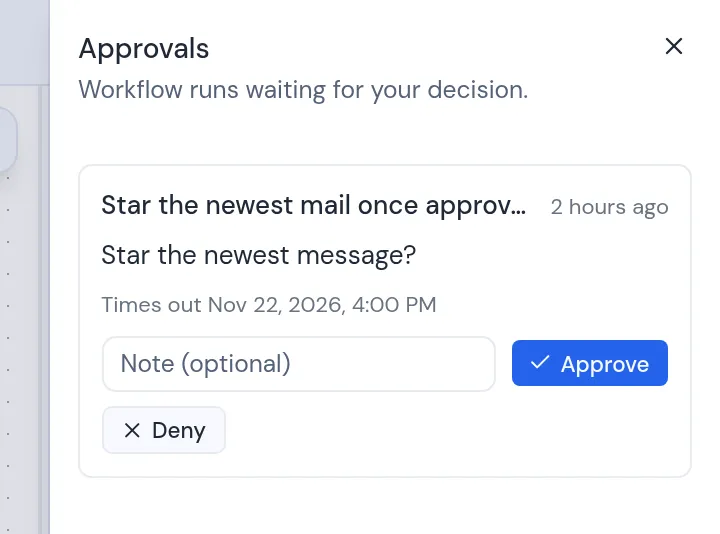 Approvals
Workflow runs waiting for your decision.
Star the newest mail once approv...
2 hours ago
Star the newest message?
Times out Nov 22, 2026, 4:00 PM
Note (optional)
Approve
Deny